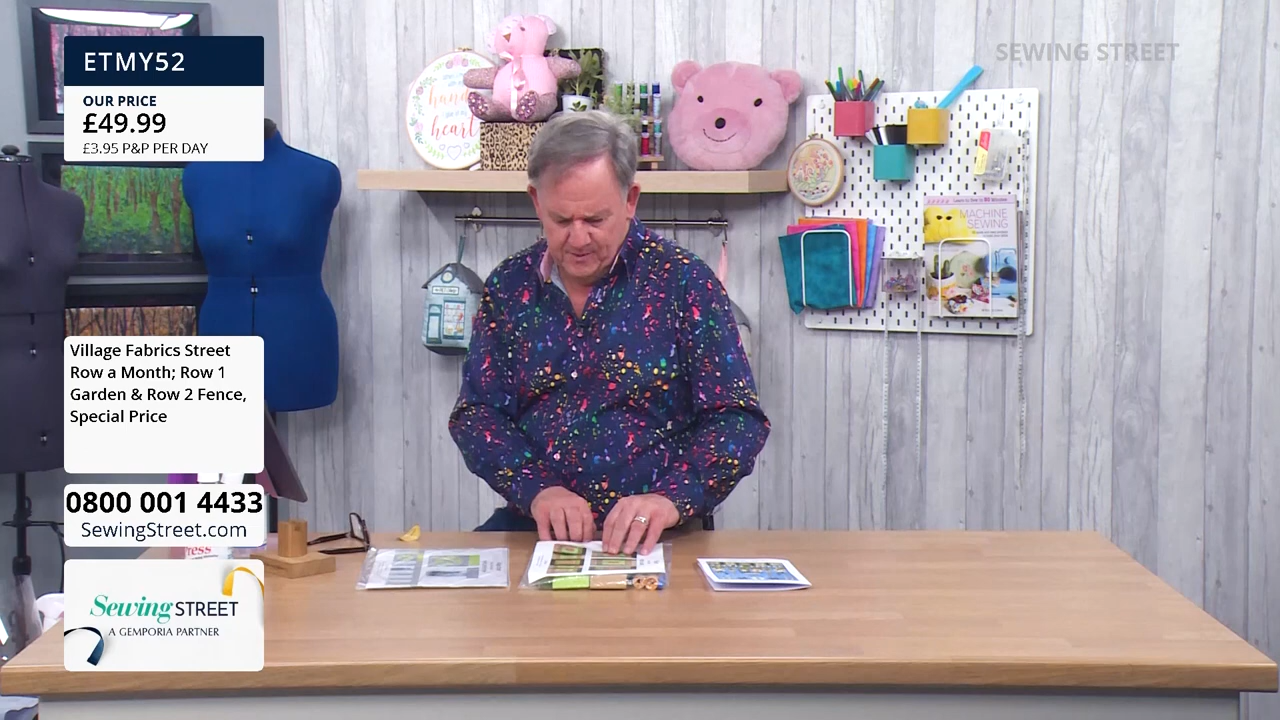 ETMY52
OUR PRICE
£49.99
£3.95 P&P PER DAY
Village Fabrics Street
Row a Month; Row 1
Garden & Row 2 Fence,
Special Price
0800 001 4433
SewingStreet.com
Sewing STREET
A GEMPORIA PARTNER
SEWING STREET
heart
MACHINE
SEWING